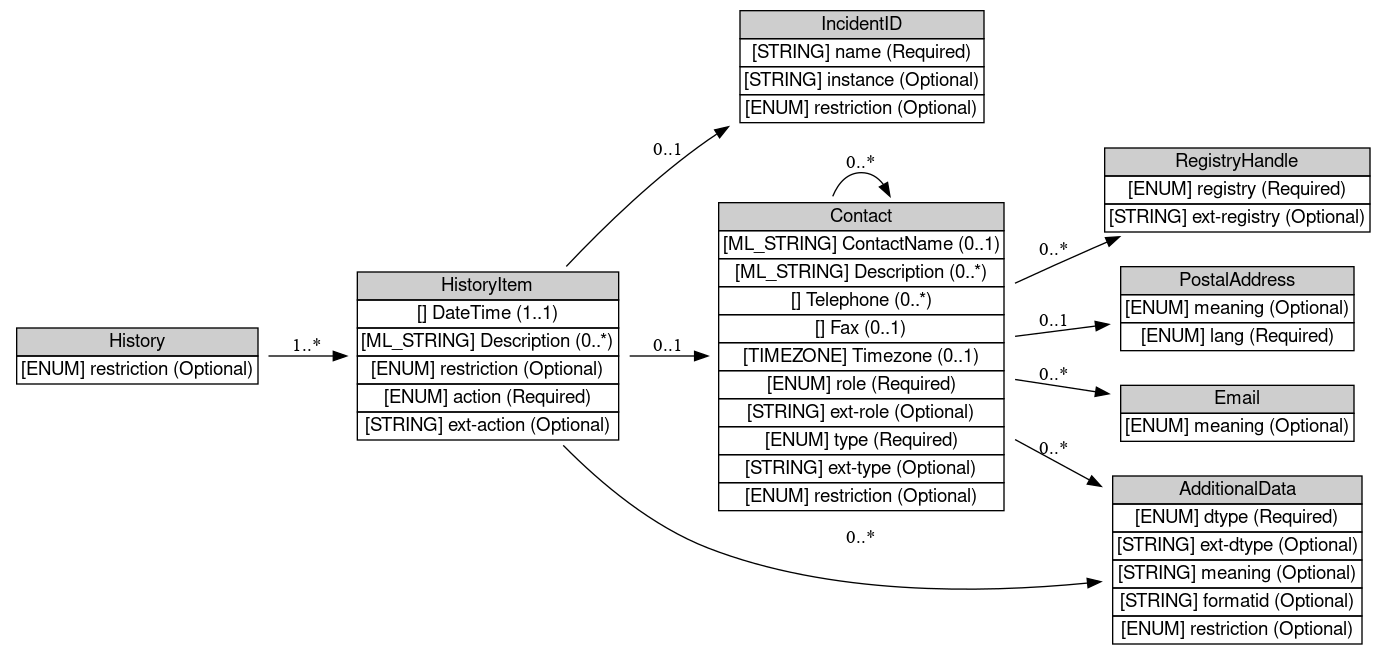 IncidentID
[STRING] name (Required)
[STRING] instance (Optional)
[ENUM] restriction (Optional)
0..1
0..*
RegistryHandle
[ENUM] registry (Required)
[STRING] ext-registry (Optional)
Contact
[ML_STRING] ContactName (0..1)
[ML_STRING] Description (0..*)
[] Telephone (0..*)
[] Fax (0..1)
[TIMEZONE] Timezone (0..1)
[ENUM] role (Required)
[STRING] ext-role (Optional)
[ENUM] type (Required)
[STRING] ext-type (Optional)
[ENUM] restriction (Optional)
0..*
PostalAddress
[ENUM] meaning (Optional)
[ENUM] lang (Required)
0..1
HistoryItem
[] DateTime (1..1)
[ML_STRING] Description (0..*)
[ENUM] restriction (Optional)
[ENUM] action (Required)
[STRING] ext-action (Optional)
History
[ENUM] restriction (Optional)
1..*
0..1
0..*
Email
[ENUM] meaning (Optional)
0..*
AdditionalData
[ENUM] dtype (Required)
[STRING] ext-dtype (Optional)
[STRING] meaning (Optional)
[STRING] formatid (Optional)
[ENUM] restriction (Optional)
0..*